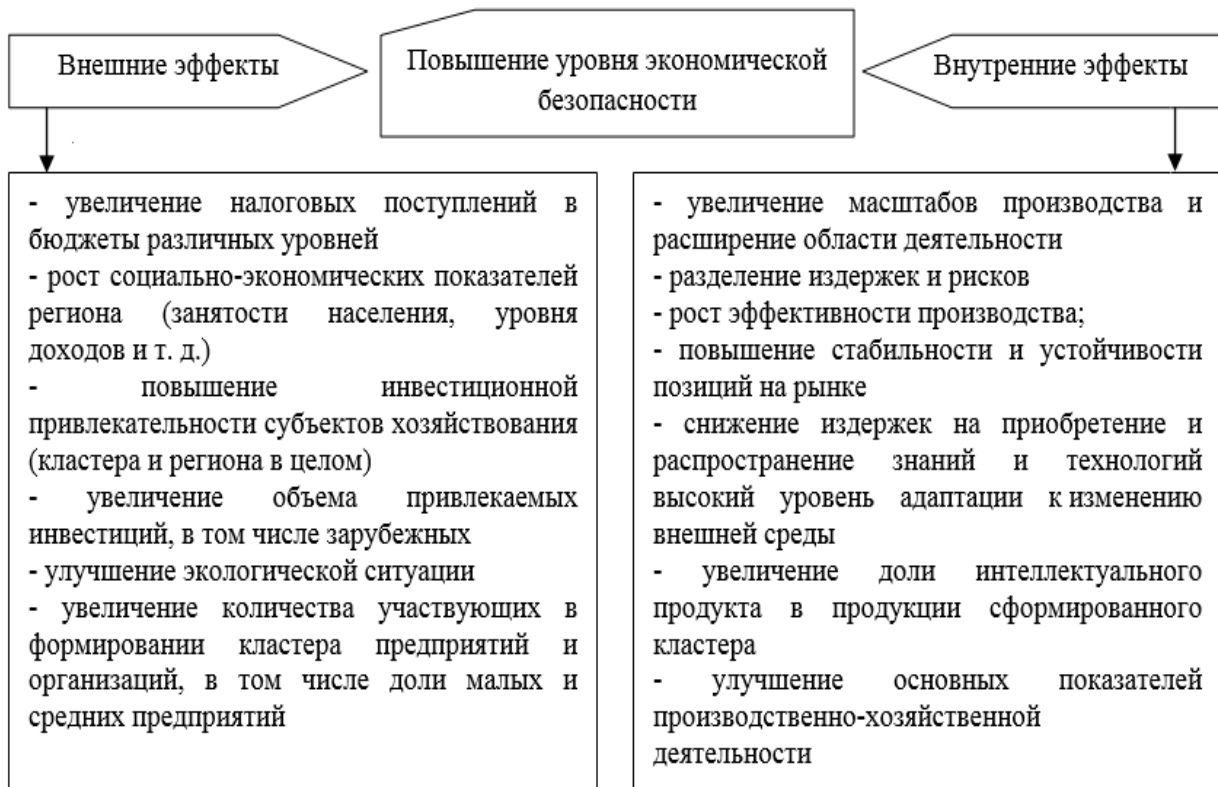 Внешние эффекты
Повышение уровня экономической
безопасности
Внутренние эффекты
- увеличение налоговых поступлений в
бюджеты различных уровней
- рост социально-экономических показателей
региона (занятости населения, уровня
доходов и т. д.)
- повышение инвестиционной
привлекательности субъектов хозяйствования
(кластера и региона в целом)
- увеличение объема привлекаемых
инвестиций, в том числе зарубежных
- улучшение экологической ситуации
- увеличение количества участвующих в
формировании кластера предприятий и
организаций, в том числе доли малых и
средних предприятий
- увеличение масштабов производства и
расширение области деятельности
- разделение издержек и рисков
- рост эффективности производства;
- повышение стабильности и устойчивости
позиций на рынке
- снижение издержек на приобретение и
распространение знаний и технологий
высокий уровень адаптации к изменению
внешней среды
- увеличение доли интеллектуального
продукта в продукции сформированного
кластера
- улучшение основных показателей
производственно-хозяйственной
деятельности